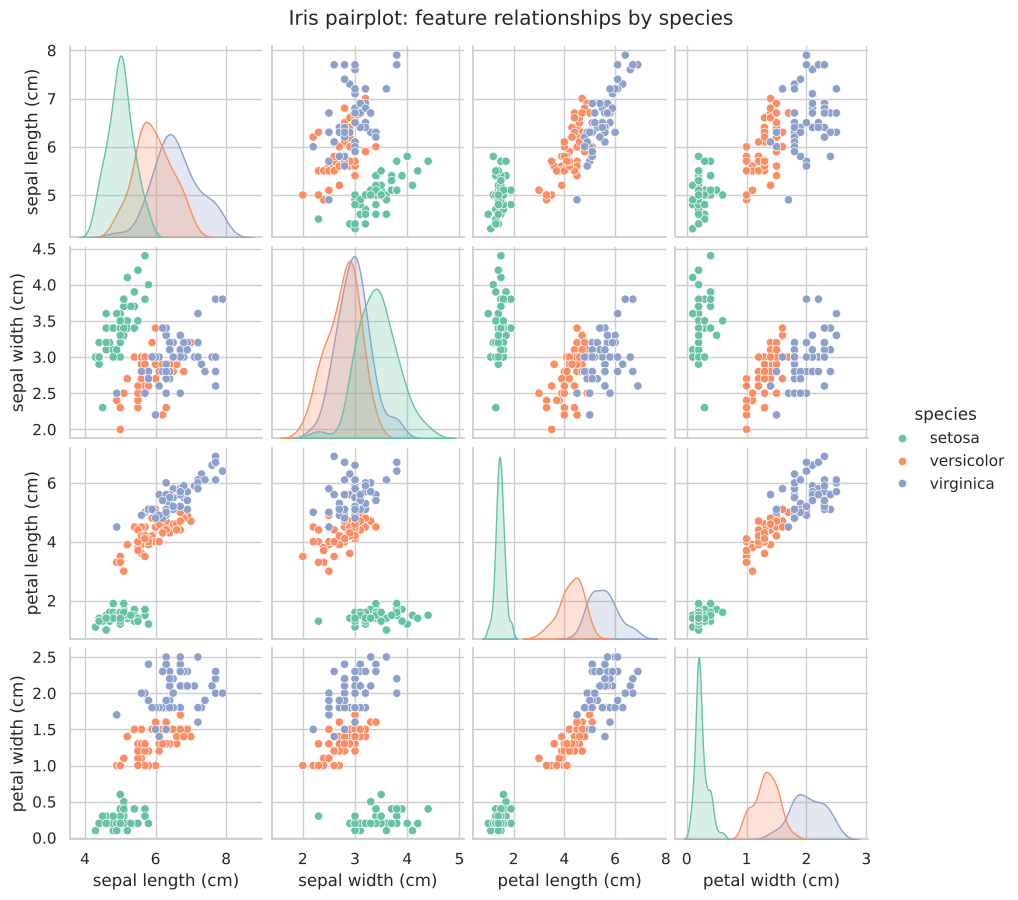 Iris pairplot: feature relationships by species
8
7
6
5
sepal length (cm)
4.5
4.0
3.5
3.0
2.5
2.0
sepal width (cm)
species
setosa
versicolor
virginica
6
4
2
petal length (cm)
2.5
2.0
1.5
1.0
0.5
0.0
petal width (cm)
4 6 8 2 3 4 5 2 4 6 8 0 1 2 3
sepal length (cm) sepal width (cm) petal length (cm) petal width (cm)